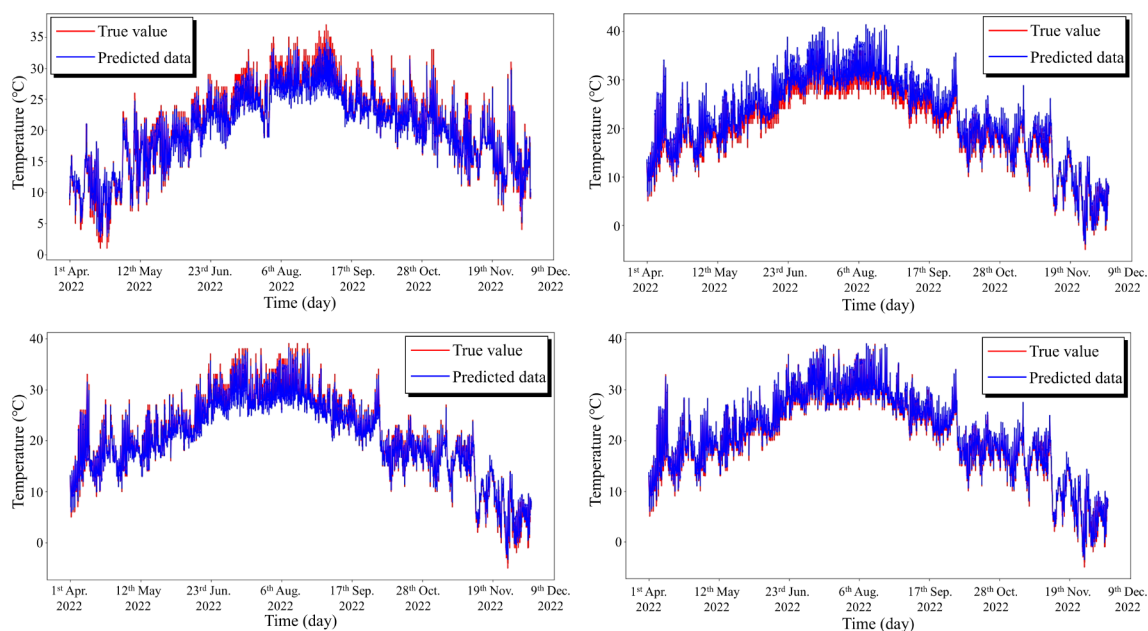 True value
Predicted data
Temperature (°C)
35
30
25
20
15
10
5
0
1st Apr. 2022
12th May 2022
23rd Jun. 2022
6th Aug. 2022
17th Sep. 2022
28th Oct. 2022
19th Nov. 2022
9th Dec. 2022
Time (day)
True value
Predicted data
Temperature (°C)
40
30
20
10
0
1st Apr. 2022
12th May 2022
23rd Jun. 2022
6th Aug. 2022
17th Sep. 2022
28th Oct. 2022
19th Nov. 2022
9th Dec. 2022
Time (day)
True value
Predicted data
Temperature (°C)
40
30
20
10
0
1st Apr. 2022
12th May 2022
23rd Jun. 2022
6th Aug. 2022
17th Sep. 2022
28th Oct. 2022
19th Nov. 2022
9th Dec. 2022
Time (day)
True value
Predicted data
Temperature (°C)
40
30
20
10
0
1st Apr. 2022
12th May 2022
23rd Jun. 2022
6th Aug. 2022
17th Sep. 2022
28th Oct. 2022
19th Nov. 2022
9th Dec. 2022
Time (day)